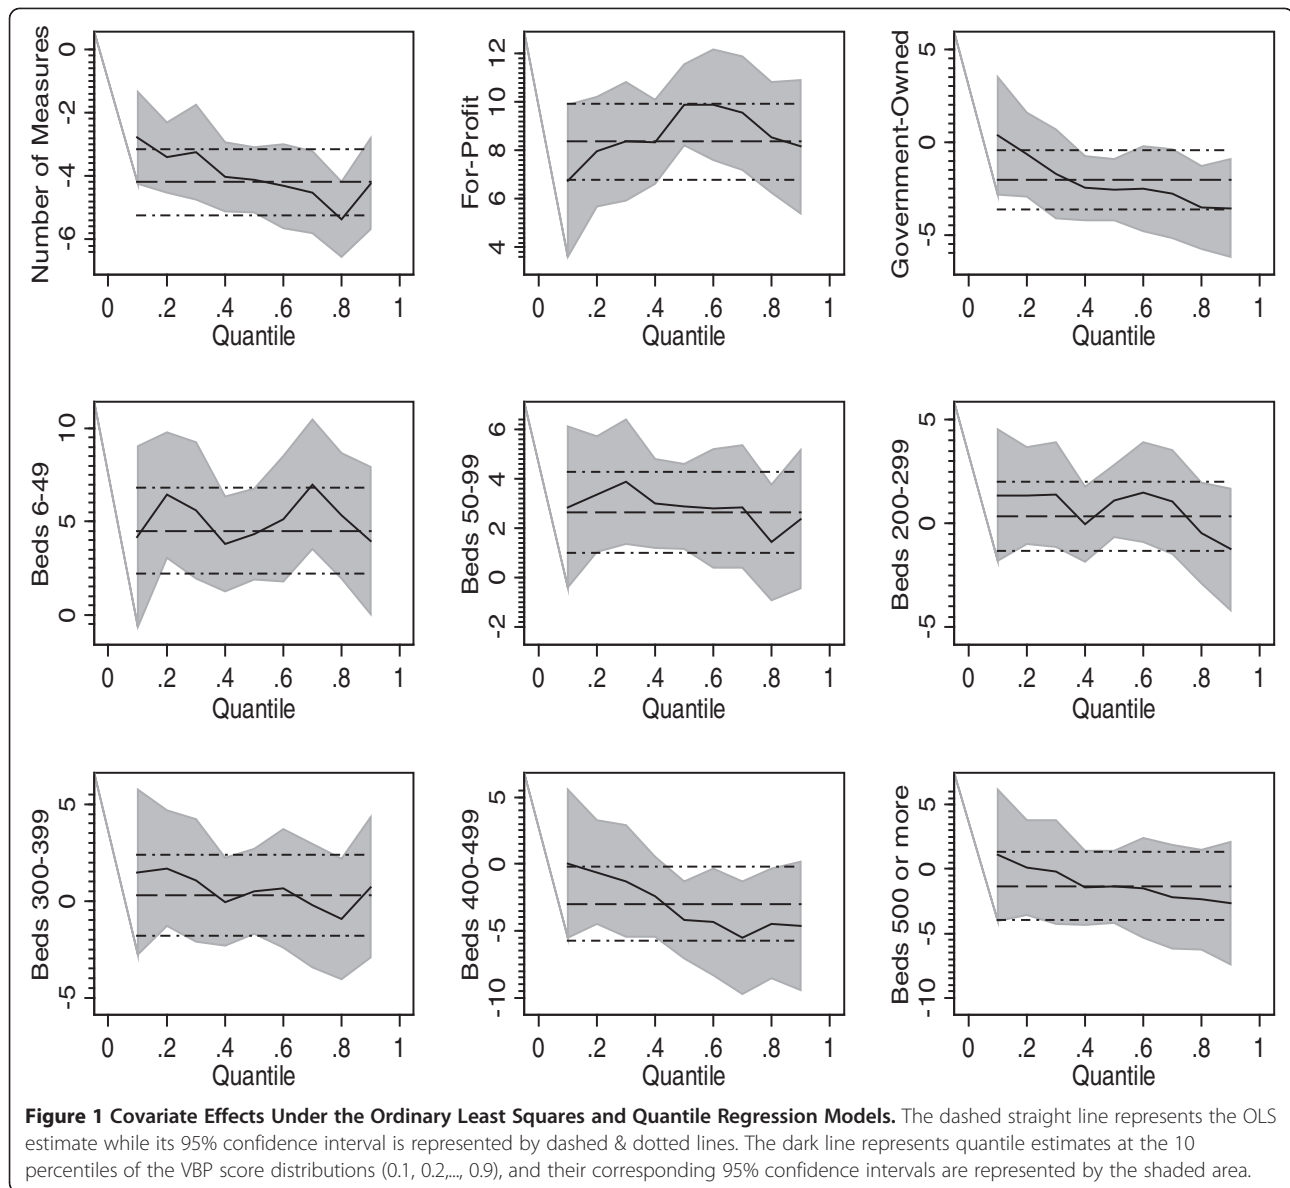 Number of Measures
0
-2
-4
-6
0 .2 .4 .6 .8 1
Quantile
For-Profit
12
10
8
6
4
0 .2 .4 .6 .8 1
Quantile
Government-Owned
5
0
-5
0 .2 .4 .6 .8 1
Quantile
Beds 6-49
10
5
0
0 .2 .4 .6 .8 1
Quantile
Beds 50-99
6
4
2
0
-2
0 .2 .4 .6 .8 1
Quantile
Beds 200-299
5
0
-5
0 .2 .4 .6 .8 1
Quantile
Beds 300-399
5
0
-5
0 .2 .4 .6 .8 1
Quantile
Beds 400-499
5
0
-5
-10
0 .2 .4 .6 .8 1
Quantile
Beds 500 or more
5
0
-5
-10
0 .2 .4 .6 .8 1
Quantile
Figure 1 Covariate Effects Under the Ordinary Least Squares and Quantile Regression Models. The dashed straight line represents the OLS
estimate while its 95% confidence interval is represented by dashed & dotted lines. The dark line represents quantile estimates at the 10
percentiles of the VBP score distributions (0.1, 0.2,..., 0.9), and their corresponding 95% confidence intervals are represented by the shaded area.